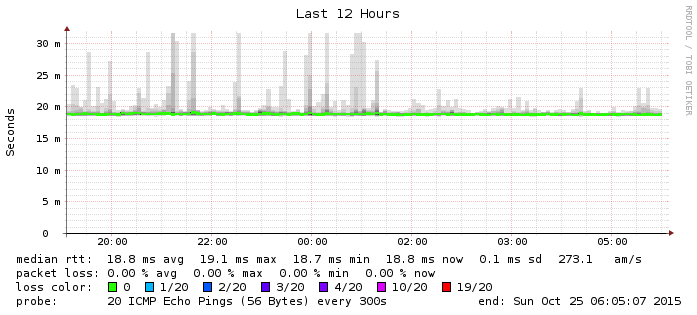 Last 12 Hours
RRDTOOL / TOBI OETIKER
Seconds
30 m
25 m
20 m
15 m
10 m
5 m
0
20:00 22:00 00:00 02:00 03:00 05:00
median rtt: 18.8 ms avg 19.1 ms max 18.7 ms min 18.8 ms now 0.1 ms sd 273.1 am/s
packet loss: 0.00 % avg 0.00 % max 0.00 % min 0.00 % now
loss color: 0 1/20 2/20 3/20 4/20 10/20 19/20
probe: 20 ICMP Echo Pings (56 Bytes) every 300s end: Sun Oct 25 06:05:07 2015